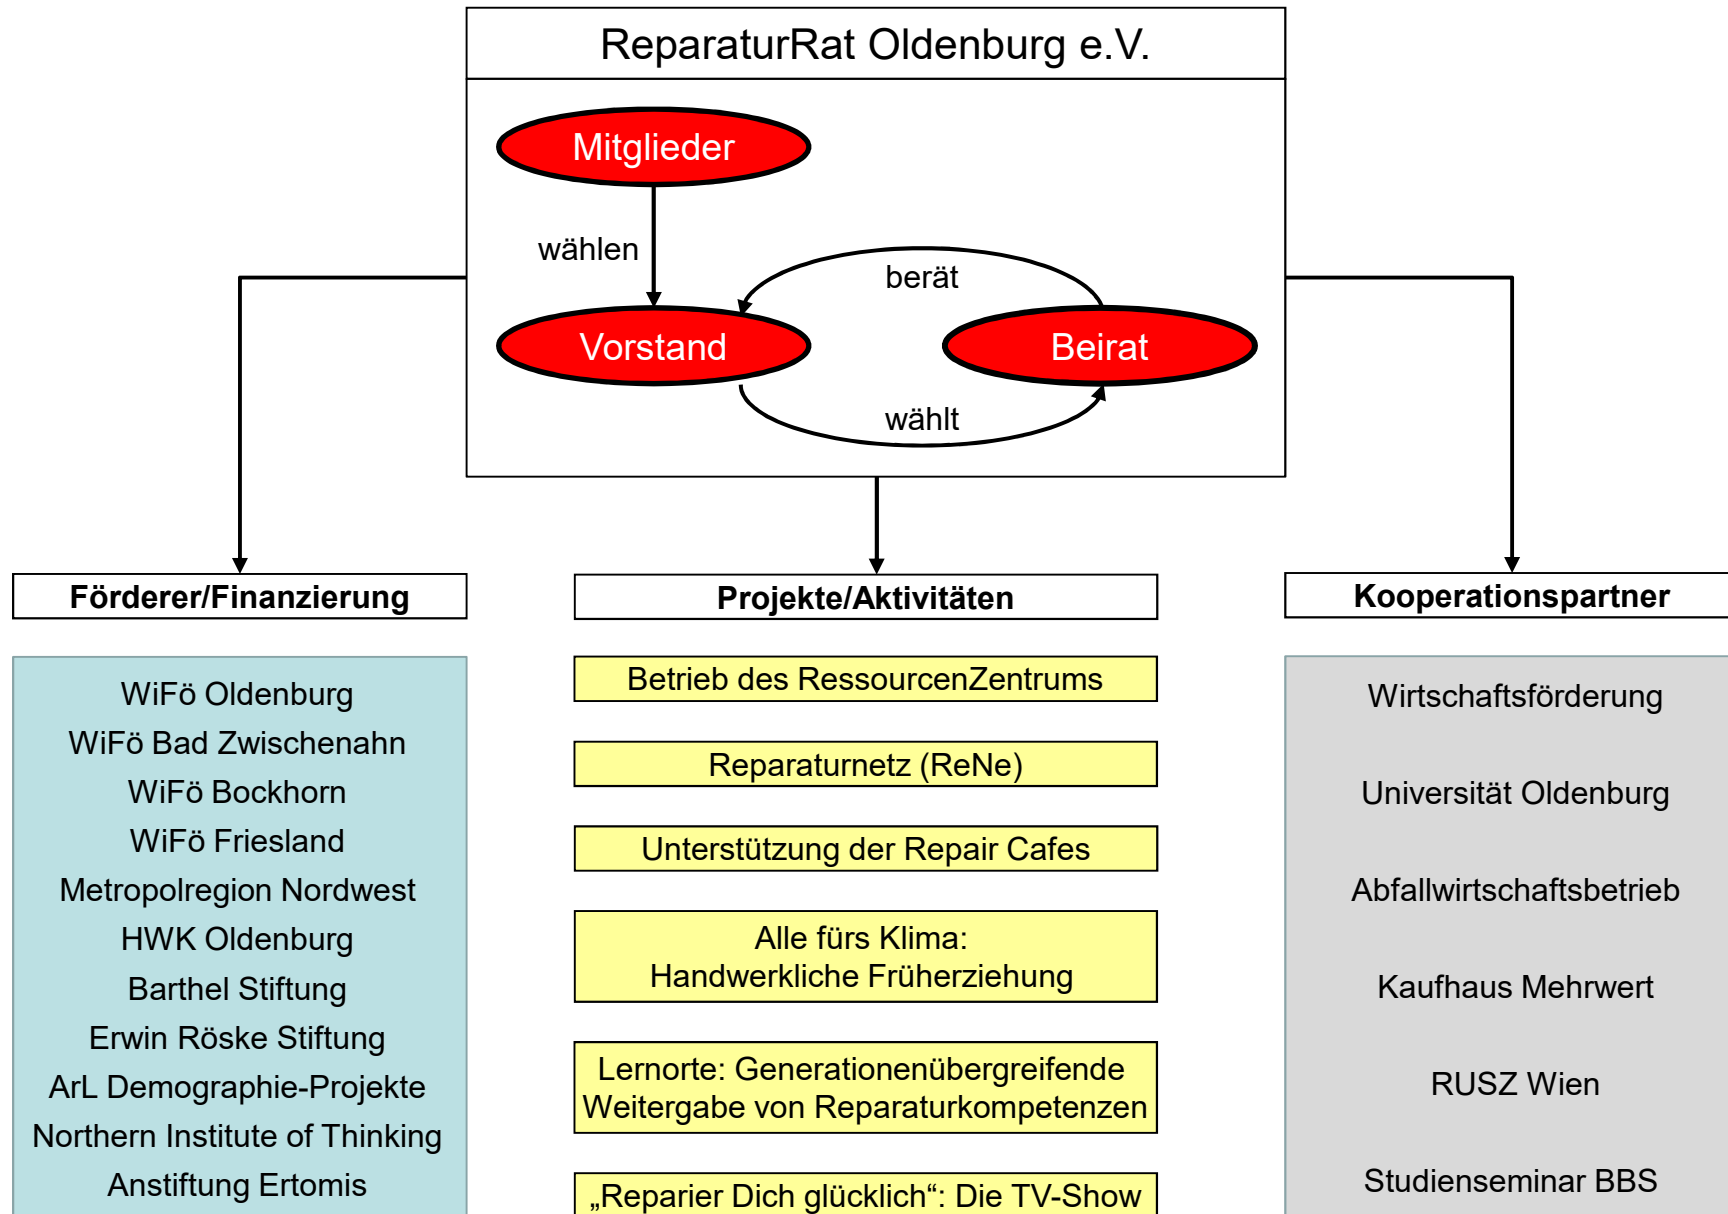 ReparaturRat Oldenburg e.V.
Mitglieder
wählen
berät
Vorstand
Beirat
wählt
Förderer/Finanzierung
WiFö Oldenburg
WiFö Bad Zwischenahn
WiFö Bockhorn
WiFö Friesland
Metropolregion Nordwest
HWK Oldenburg
Barthel Stiftung
Erwin Röske Stiftung
ArL Demographie-Projekte
Northern Institute of Thinking
Anstiftung Ertomis
Projekte/Aktivitäten
Betrieb des RessourcenZentrums
Reparaturnetz (ReNe)
Unterstützung der Repair Cafes
Alle fürs Klima:
Handwerkliche Früherziehung
Lernorte: Generationenübergreifende
Weitergabe von Reparaturkompetenzen
„Reparier Dich glücklich“: Die TV-Show
Kooperationspartner
Wirtschaftsförderung
Universität Oldenburg
Abfallwirtschaftsbetrieb
Kaufhaus Mehrwert
RUSZ Wien
Studienseminar BBS